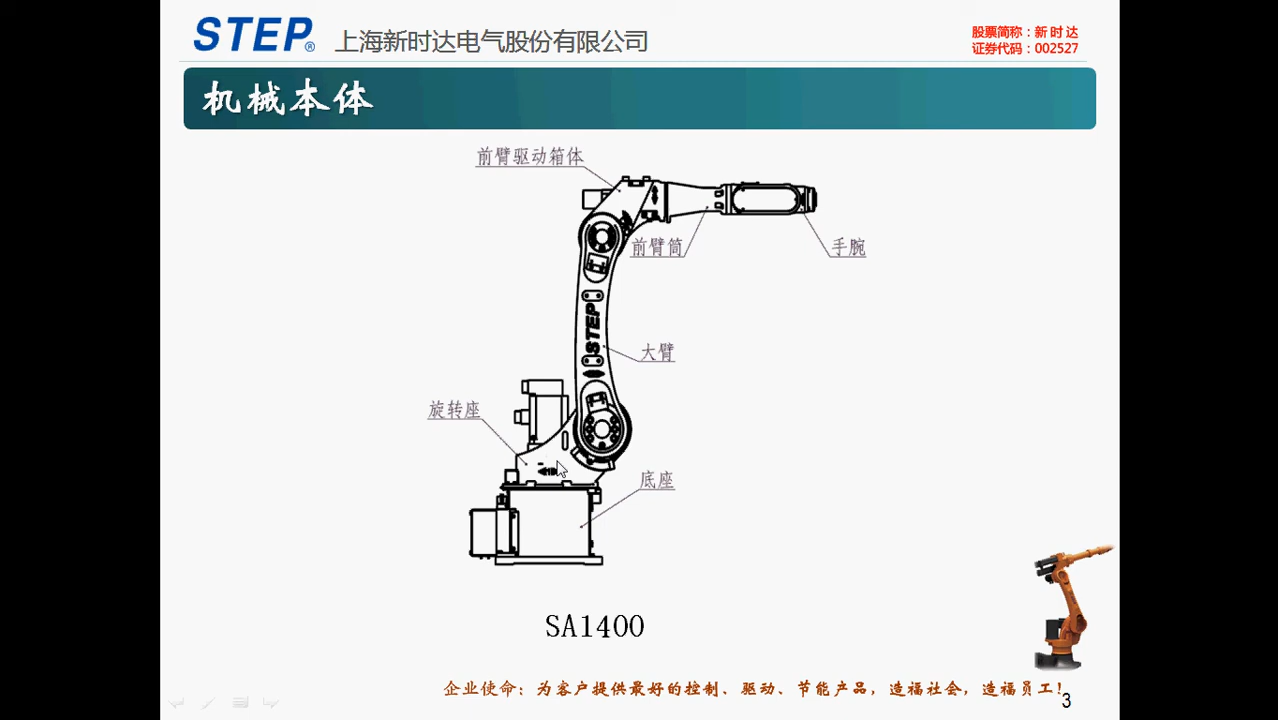 STEP® 上海新时达电气股份有限公司
股票简称：新 时 达
证券代码：002527
机械本体
前臂驱动箱体
前臂筒
手腕
STEP
大臂
旋转座
底座
SA1400
企业使命：为客户提供最好的控制、驱动、节能产品，造福社会，造福员工！
3